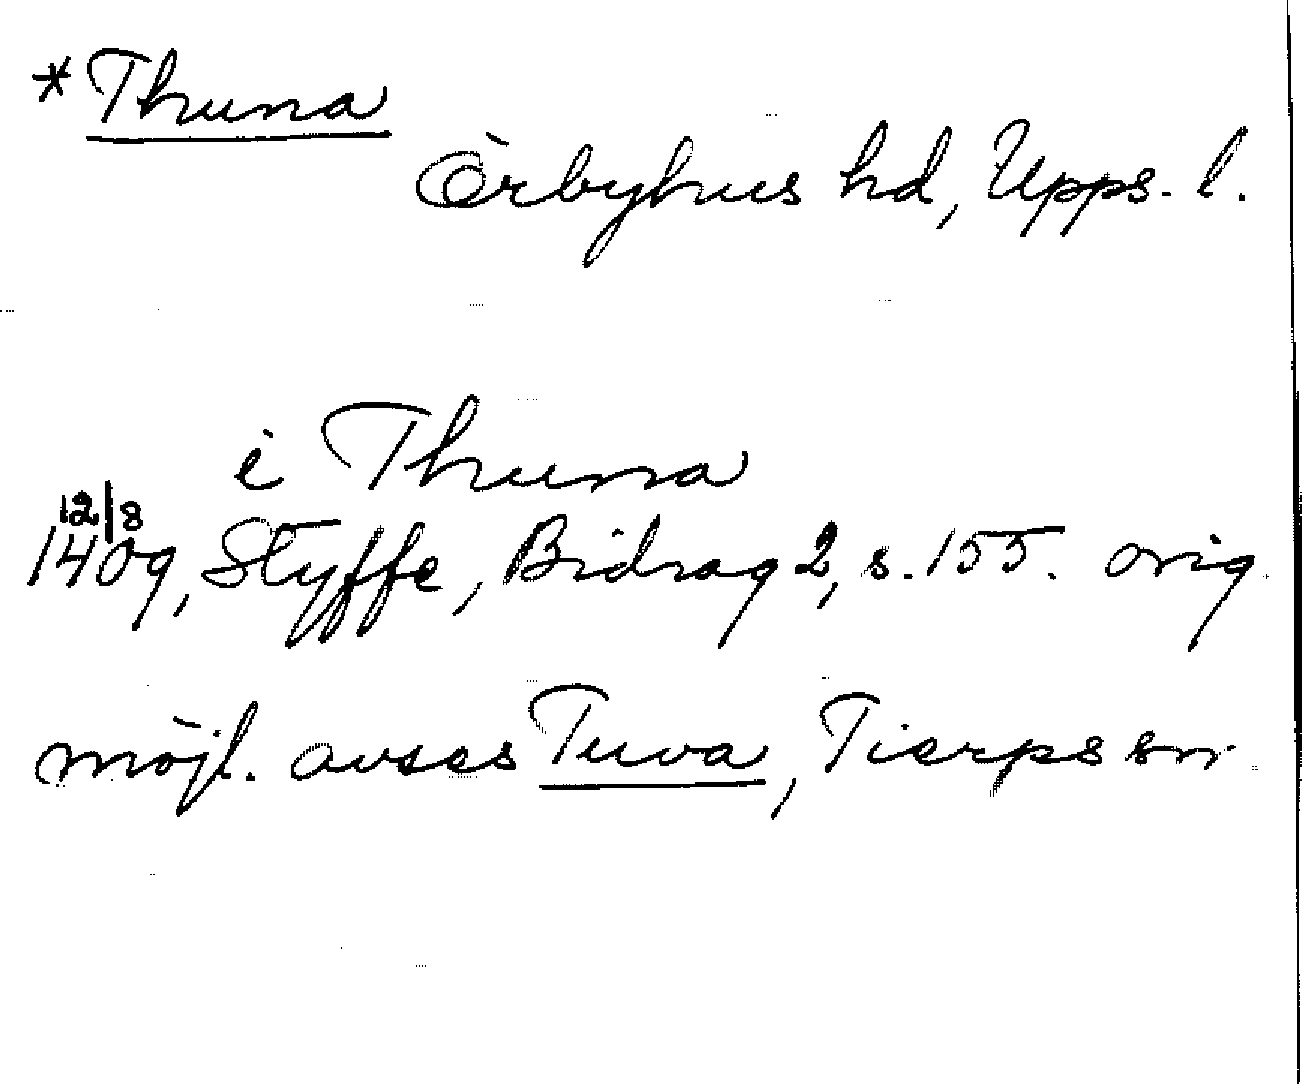 *Thuna
Örbyhus hd, Upps. l.
i Thuna
12/8
1409, Styffe, Bidrag 2, s. 155. orig.
möjl. avses Tuva, Tierps sn